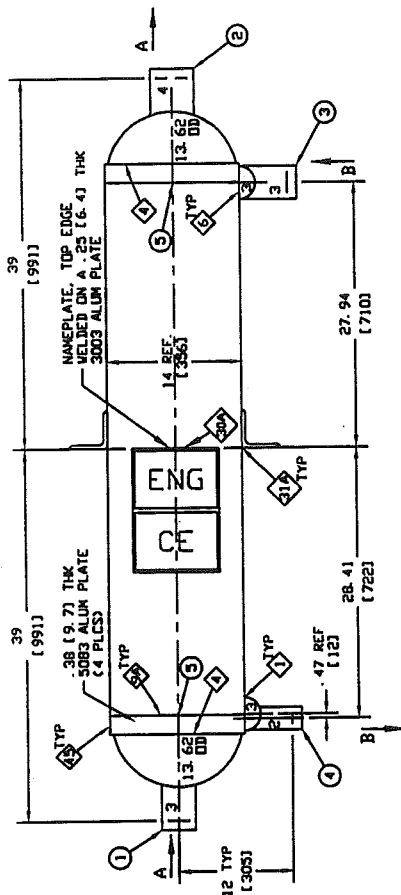 39
[991]
39
[991]
A
A
.38 [9.7] THK
5083 ALUM PLATE
(4 PLCS)
NAMEPLATE, TOP EDGE
WELDED ON A .25 [6.4] THK
3003 ALUM PLATE
TYP
45
TYP
9A
4
5
13.62
OD
3
1
12 TYP
[305]
CE
ENG
30A
14 REF.
[356]
4
5
13.62
OD
4
2
TYP
6
3
3
3
B
TYP
1
3
2
4
B
.47 REF
[12]
31A
TYP
28.41
[722]
27.94
[710]